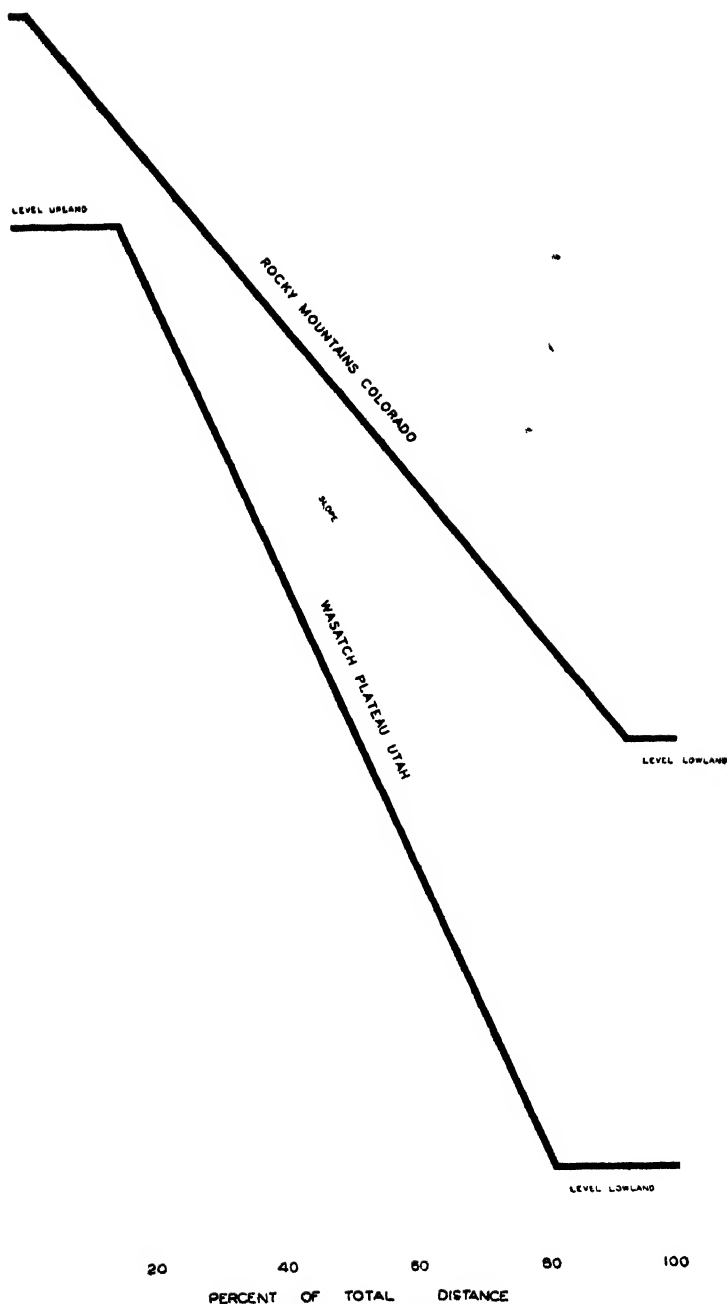 LEVEL UPLAND
ROCKY MOUNTAINS COLORADO
SLOPE
WASATCH PLATEAU UTAH
LEVEL LOWLAND
LEVEL LOWLAND
20 40 60 80 100
PERCENT OF TOTAL DISTANCE